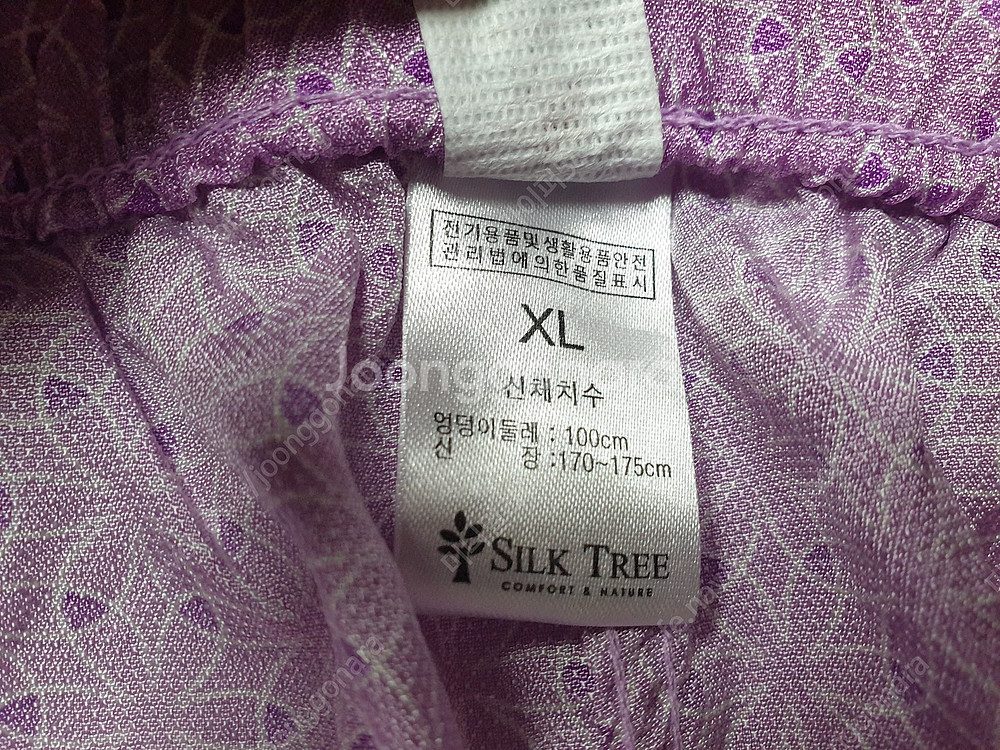 전기용품및생활용품안전
관리법에의한품질표시
XL
신체치수
엉덩이둘레 : 100cm
신 장 :170~175cm
SILK TREE
COMFORT & NATURE
Joonggonara